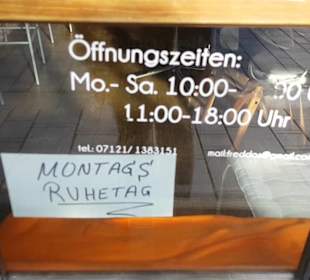 Öffnungszeiten:
Mo.- Sa. 10:00-
11:00-18:00 Uhr
tel.: 07121/ 1383151
MONTAGS
RUHETAG